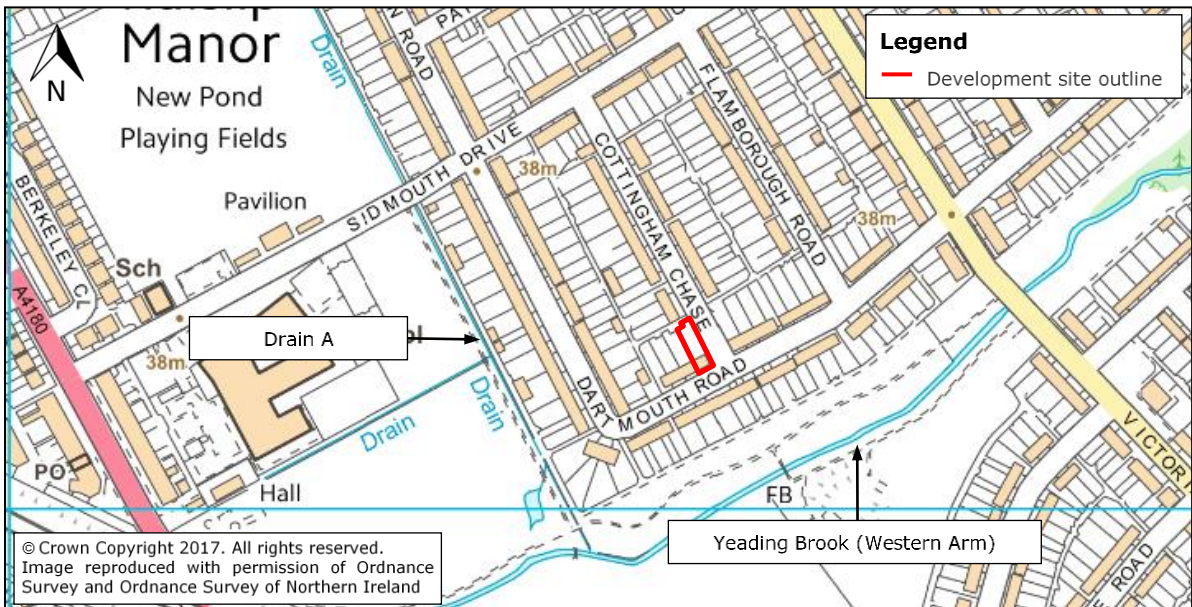 Manor
New Pond
Playing Fields
N
Drain
ROAD
Legend
Development site outline
FLAMBOROUGH ROAD
COTTINGHAM CHASE
SIDMOUTH DRIVE
38m
BERKELEY CL
Pavilion
38m
Sch
A4180
Drain A
38m
DARTMOUTH ROAD
Drain
Drain
VICTORI
PO
Hall
FB
Yeading Brook (Western Arm)
ROAD
© Crown Copyright 2017. All rights reserved.
Image reproduced with permission of Ordnance
Survey and Ordnance Survey of Northern Ireland